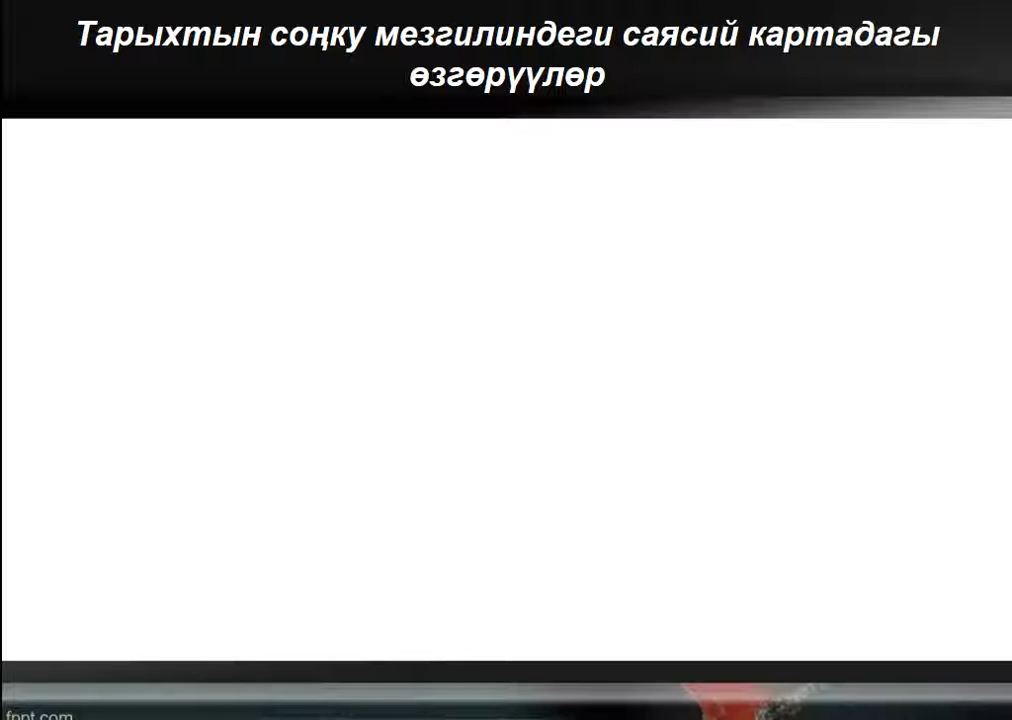 Тарыхтын соңку мезгилиндеги саясий картадагы
өзгөрүүлөр
fppt.com